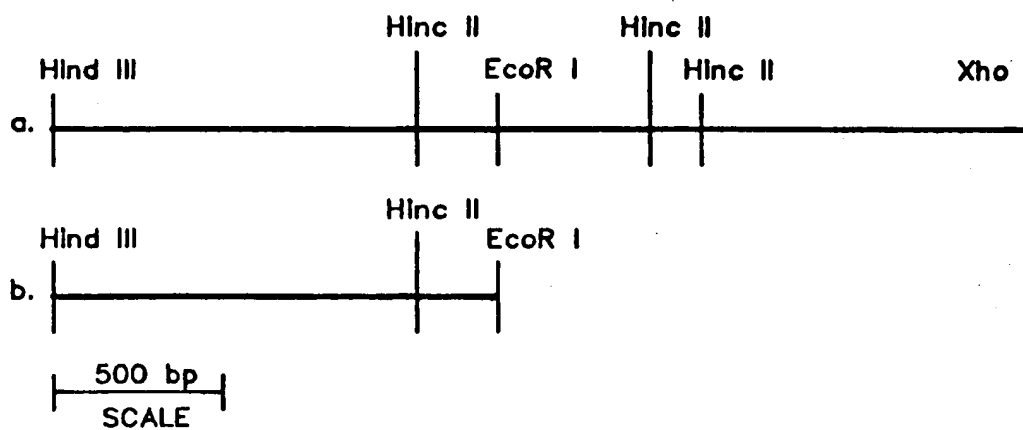 Hinc II Hinc II
Hind III EcoR I Hinc II Xho
a.
Hinc II
Hind III EcoR I
b.
500 bp
SCALE